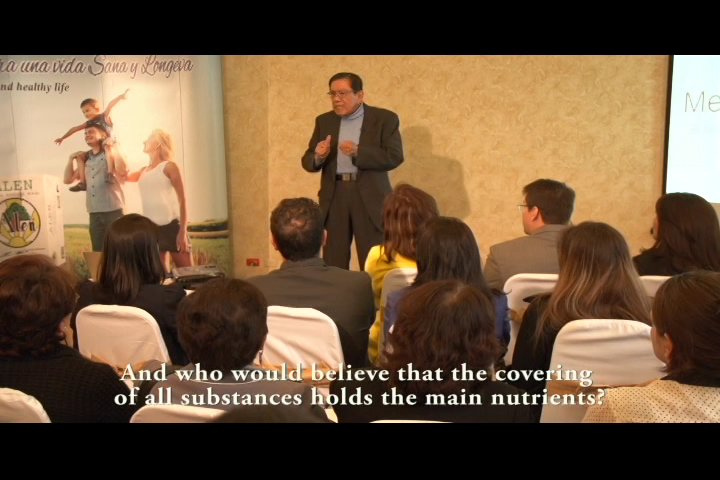 una vida Sana y Longeva
nd healthy life
ALEN
Me
And who would believe that the covering
of all substances holds the main nutrients?